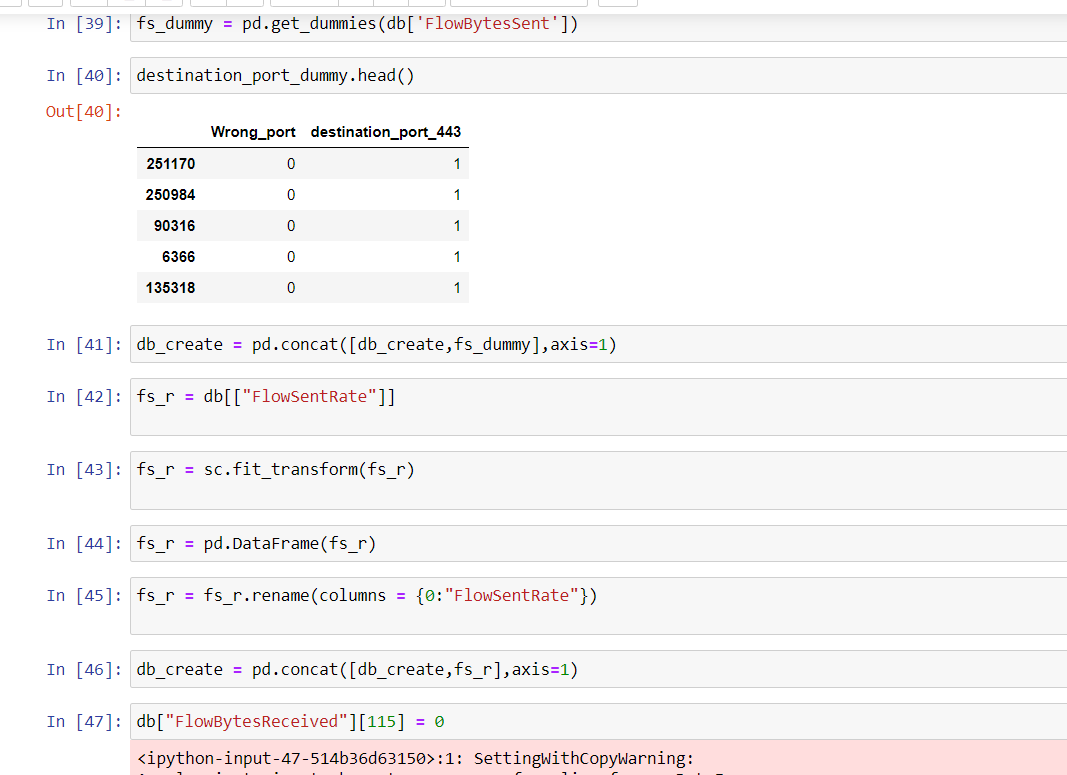 In [39]: fs_dummy = pd.get_dummies(db['FlowBytesSent'])
In [40]: destination_port_dummy.head()
Out[40]:
Wrong_port destination_port_443
251170 0 1
250984 0 1
90316 0 1
6366 0 1
135318 0 1
In [41]: db_create = pd.concat([db_create,fs_dummy],axis=1)
In [42]: fs_r = db[["FlowSentRate"]]
In [43]: fs_r = sc.fit_transform(fs_r)
In [44]: fs_r = pd.DataFrame(fs_r)
In [45]: fs_r = fs_r.rename(columns = {0:"FlowSentRate"})
In [46]: db_create = pd.concat([db_create,fs_r],axis=1)
In [47]: db["FlowBytesReceived"][115] = 0
<ipython-input-47-514b36d63150>:1: SettingWithCopyWarning: